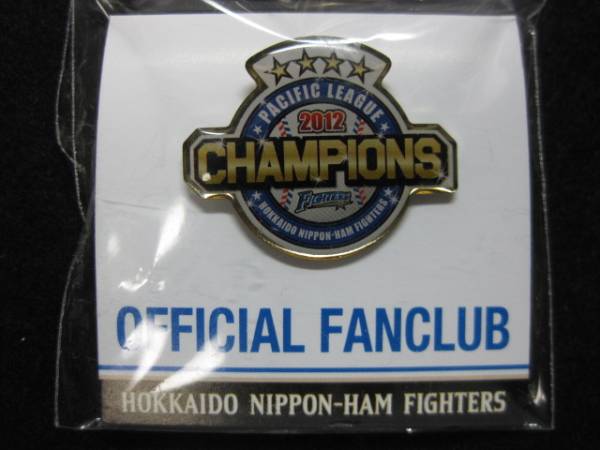 PACIFIC LEAGUE
2012
CHAMPIONS
FIGHTERS
HOKKAIDO NIPPON-HAM FIGHTERS
OFFICIAL FANCLUB
HOKKAIDO NIPPON-HAM FIGHTERS